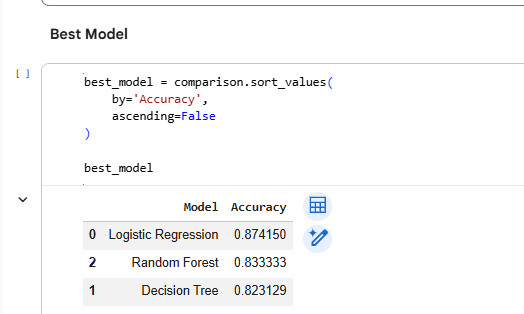 Best Model
[ ]
best_model = comparison.sort_values(
by='Accuracy',
ascending=False
)
best_model
Model Accuracy
0 Logistic Regression 0.874150
2 Random Forest 0.833333
1 Decision Tree 0.823129